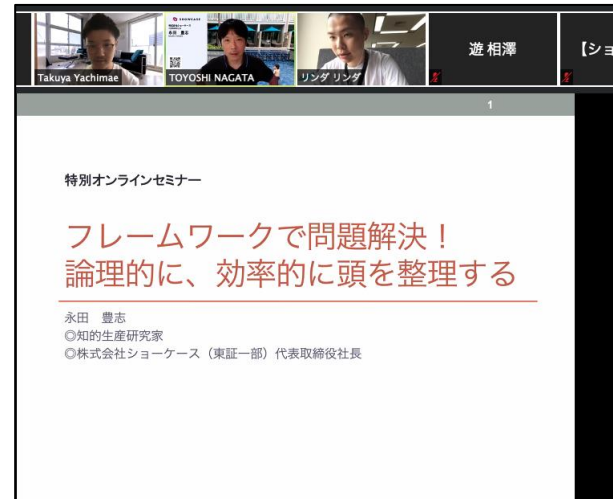 SHOWCASE
Takuya Yachimae
TOYOSHI NAGATA
リンダ リンダ
遊 相澤
【ショ
1
特別オンラインセミナー
フレームワークで問題解決！
論理的に、効率的に頭を整理する
永田　豊志
◎知的生産研究家
◎株式会社ショーケース（東証一部）代表取締役社長